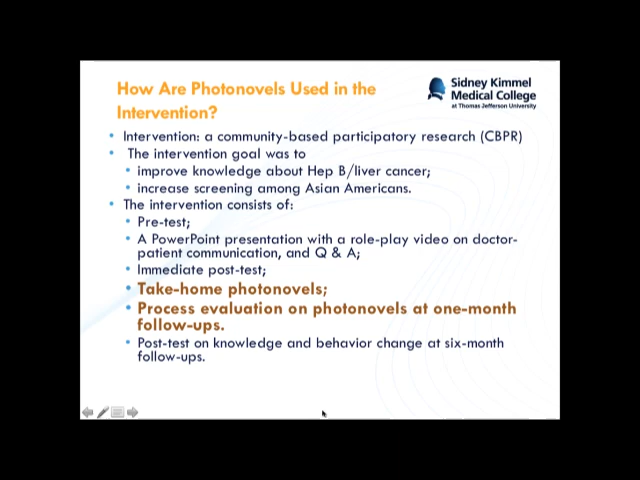 How Are Photonovels Used in the
Intervention?
Sidney Kimmel
Medical College
at Thomas Jefferson University
• Intervention: a community-based participatory research (CBPR)
• The intervention goal was to
• improve knowledge about Hep B/liver cancer;
• increase screening among Asian Americans.
• The intervention consists of:
• Pre-test;
• A PowerPoint presentation with a role-play video on doctor-
patient communication, and Q & A;
• Immediate post-test;
• Take-home photonovels;
• Process evaluation on photonovels at one-month
follow-ups.
• Post-test on knowledge and behavior change at six-month
follow-ups.